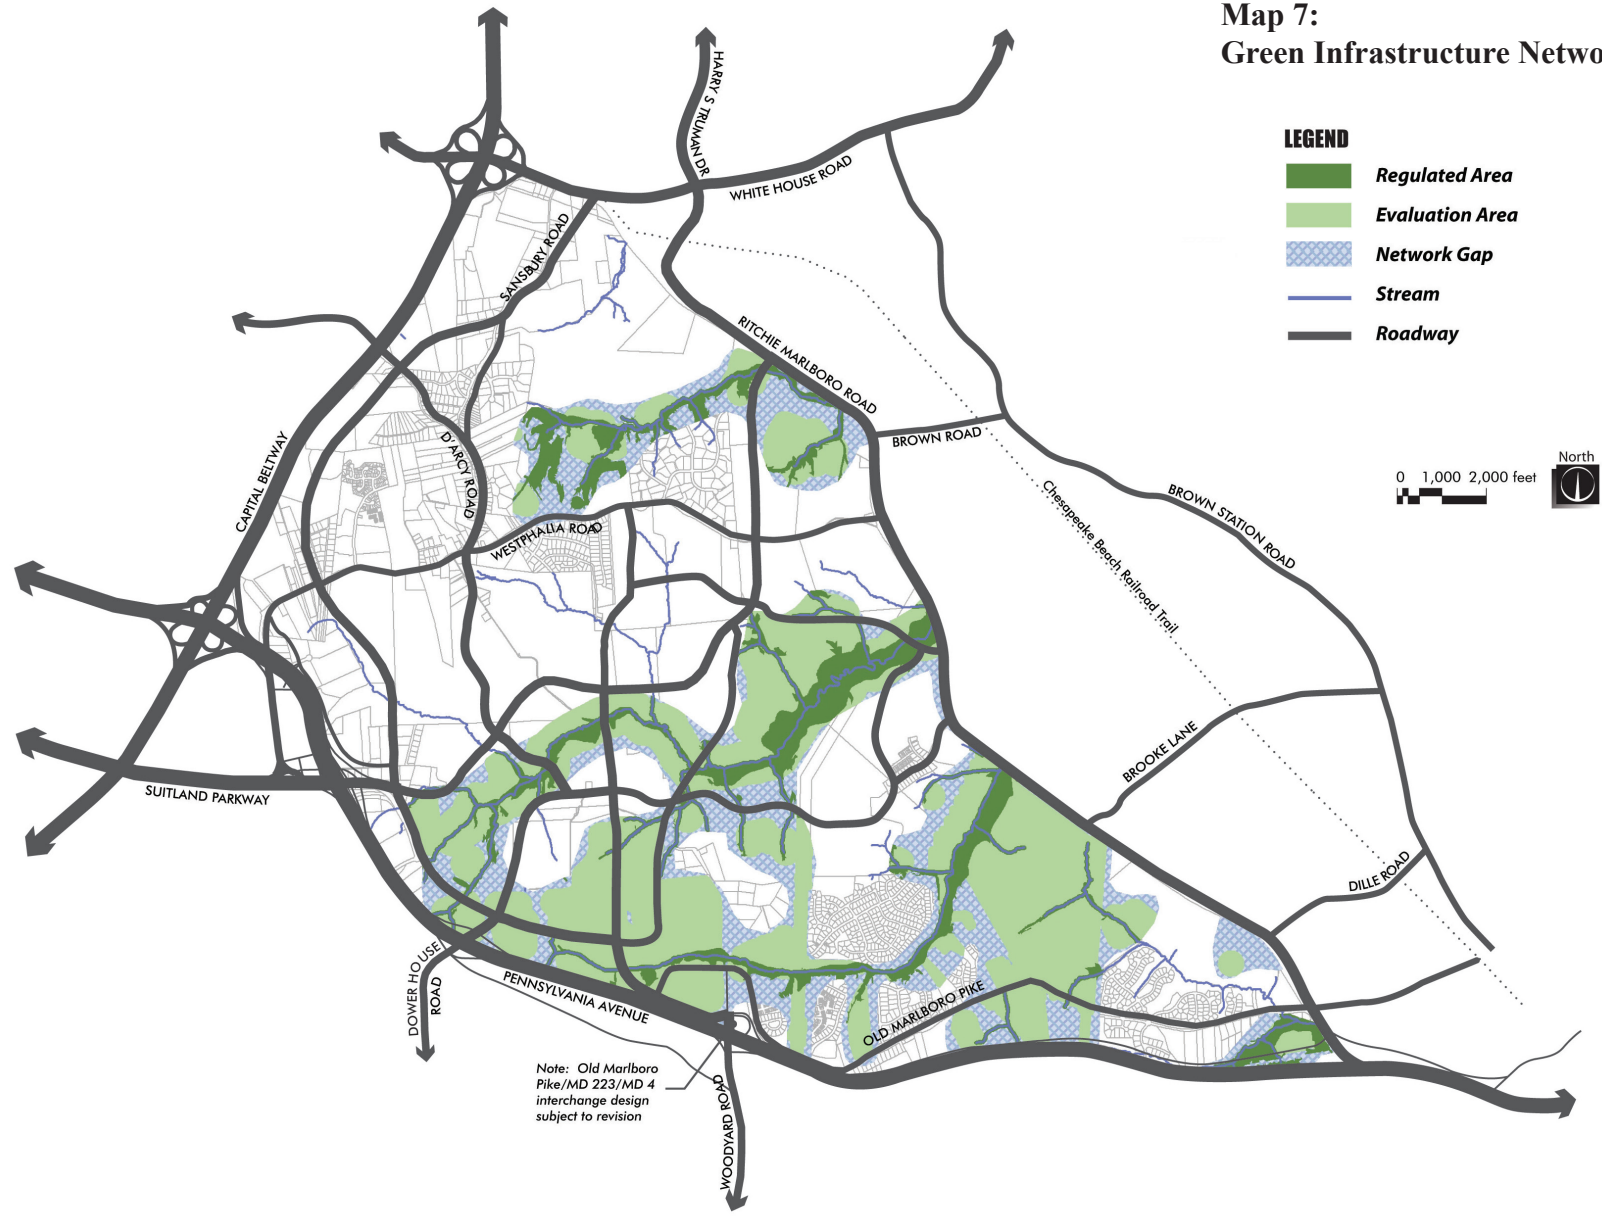 Map 7:
Green Infrastructure Netwo
LEGEND
Regulated Area
Evaluation Area
Network Gap
Stream
Roadway
HARRY S TRUMAN DR
WHITE HOUSE ROAD
SANSBURY ROAD
RITCHIE MARLBORO ROAD
BROWN ROAD
CAPITAL BELTWAY
D'ARCY ROAD
WESTPHALIA ROAD
North
0 1,000 2,000 feet
Chesapeake Beach Railroad Trail
BROWN STATION ROAD
BROOKE LANE
SUITLAND PARKWAY
DILLE ROAD
DOWER HOUSE
ROAD
PENNSYLVANIA AVENUE
OLD MARLBORO PIKE
Note: Old Marlboro
Pike/MD 223/MD 4
interchange design
subject to revision
WOODYARD ROAD